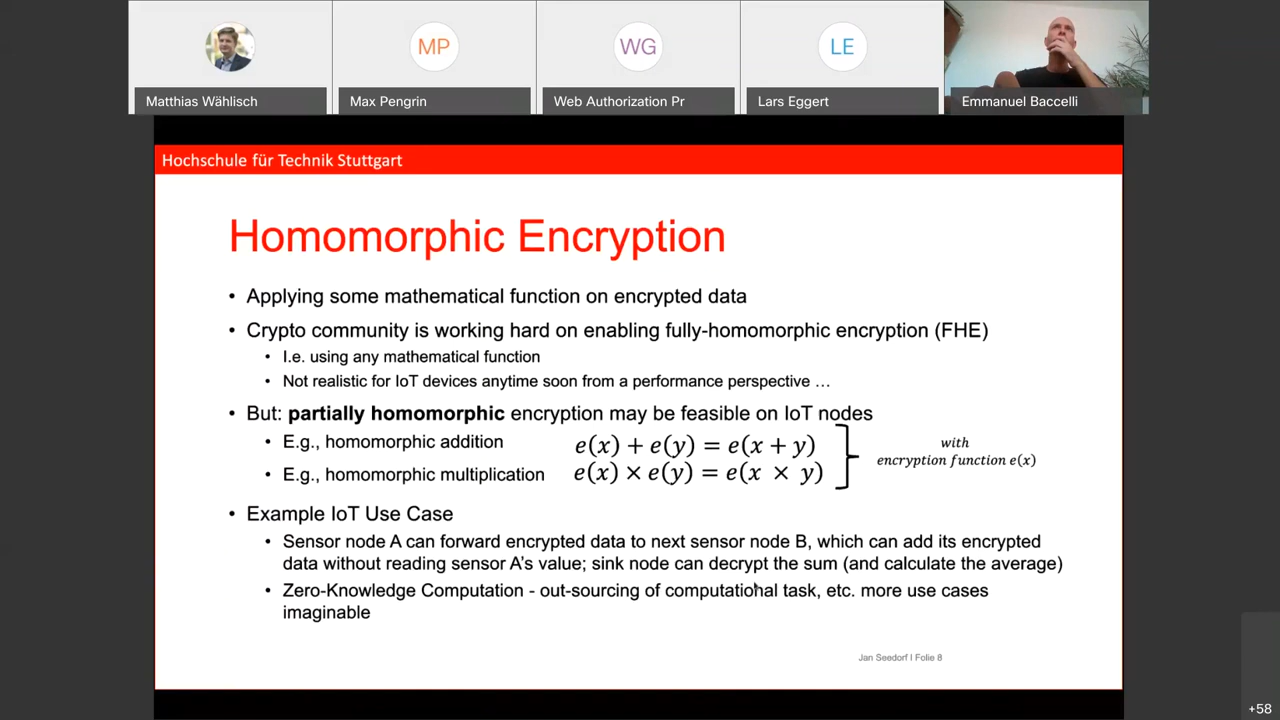 MP
WG
LE
Matthias Wählisch
Max Pengrin
Web Authorization Pr
Lars Eggert
Emmanuel Baccelli
Hochschule für Technik Stuttgart
Homomorphic Encryption
• Applying some mathematical function on encrypted data
• Crypto community is working hard on enabling fully-homomorphic encryption (FHE)
• I.e. using any mathematical function
• Not realistic for IoT devices anytime soon from a performance perspective …
• But: partially homomorphic encryption may be feasible on IoT nodes
• E.g., homomorphic addition e(x) + e(y) = e(x + y)
• E.g., homomorphic multiplication e(x) × e(y) = e(x × y)
with
encryption function e(x)
• Example IoT Use Case
• Sensor node A can forward encrypted data to next sensor node B, which can add its encrypted
data without reading sensor A's value; sink node can decrypt the sum (and calculate the average)
• Zero-Knowledge Computation - out-sourcing of computational task, etc. more use cases
imaginable
Jan Seedorf I Folie 8
+58